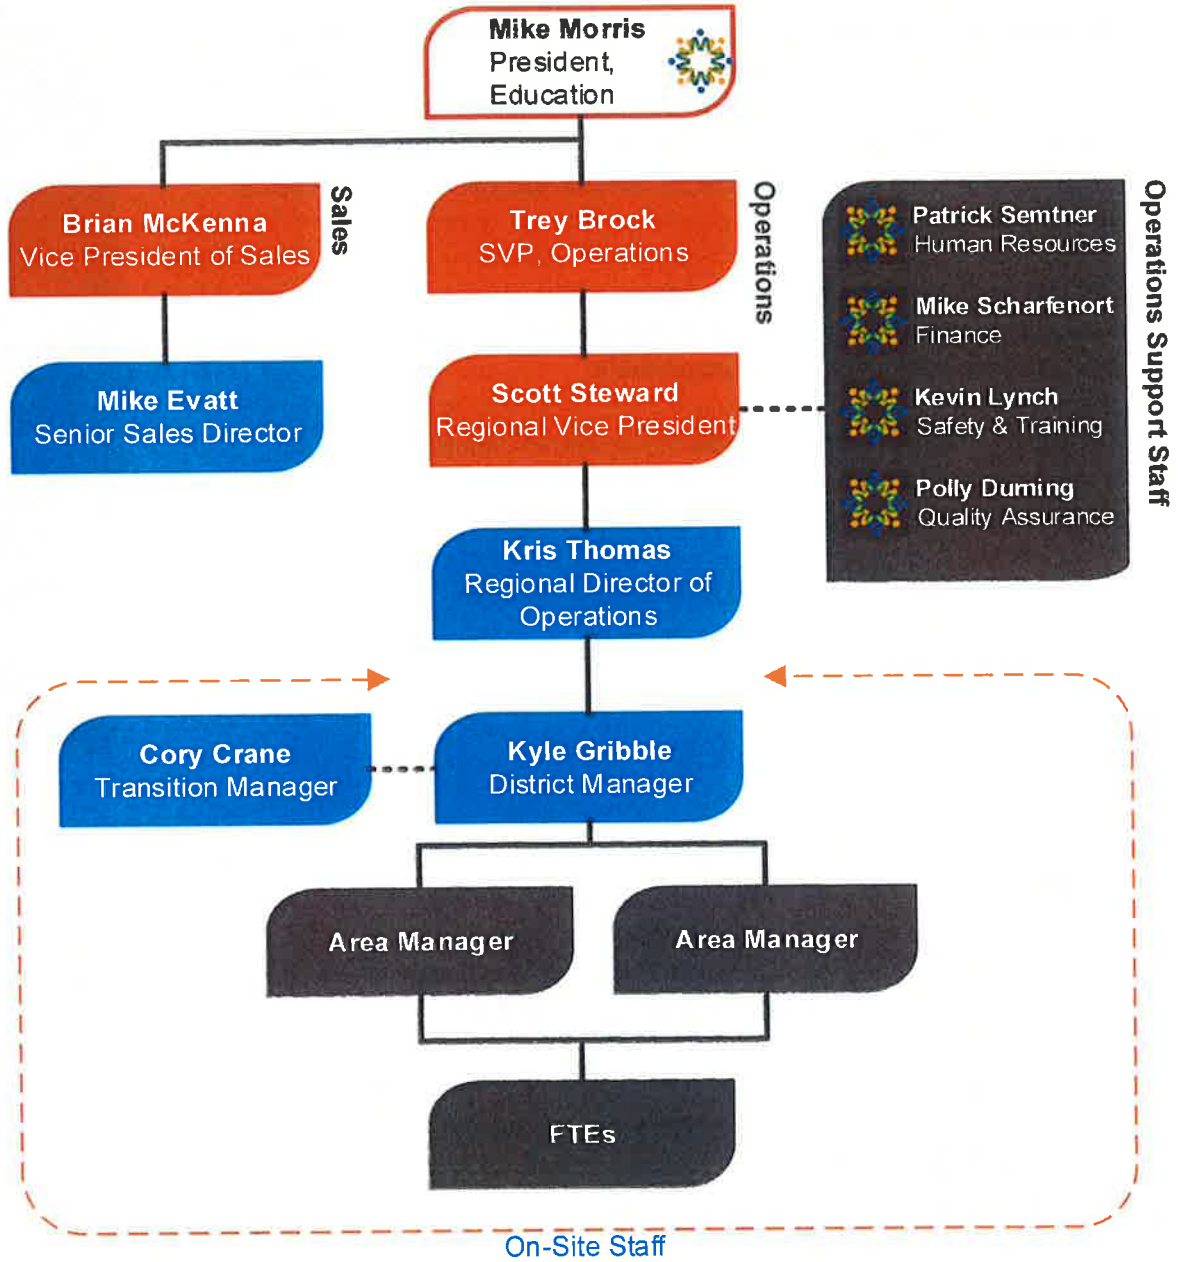 Mike Morris
President,
Education
Brian McKenna
Vice President of Sales
Sales
Trey Brock
SVP, Operations
Operations
Patrick Semtner
Human Resources
Mike Scharfenort
Finance
Kevin Lynch
Safety & Training
Polly Durning
Quality Assurance
Operations Support Staff
Mike Evatt
Senior Sales Director
Scott Steward
Regional Vice President
Kris Thomas
Regional Director of
Operations
Cory Crane
Transition Manager
Kyle Gribble
District Manager
Area Manager
Area Manager
FTEs
On-Site Staff